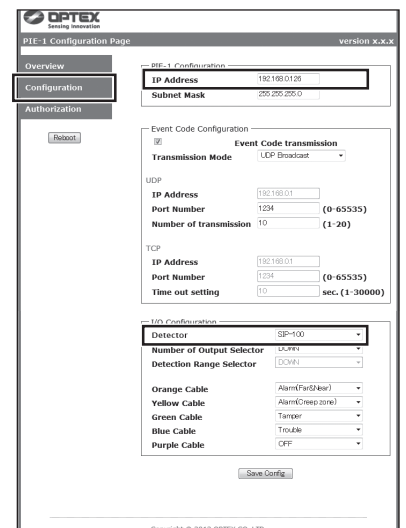 OPTEX
Sensing Innovation
PIE-1 Configuration Page version x.x.x
Overview
Configuration
Authorization
Reboot
PIE-1 Configuration
IP Address 192.168.0.126
Subnet Mask 255.255.255.0
Event Code Configuration
Event Code transmission
Transmission Mode UDP Broadcast
UDP
IP Address 192.168.0.1
Port Number 1234 (0-65535)
Number of transmission 10 (1-20)
TCP
IP Address 192.168.0.1
Port Number 1234 (0-65535)
Time out setting 10 sec. (1-30000)
I/O Configuration
Detector SIP-100
Number of Output Selector DOWN
Detection Range Selector DOWN
Orange Cable Alarm(Far&Near)
Yellow Cable Alarm(Creep zone)
Green Cable Tamper
Blue Cable Trouble
Purple Cable OFF
Save Config
Copyright © 2012 OPTEX CO., LTD.